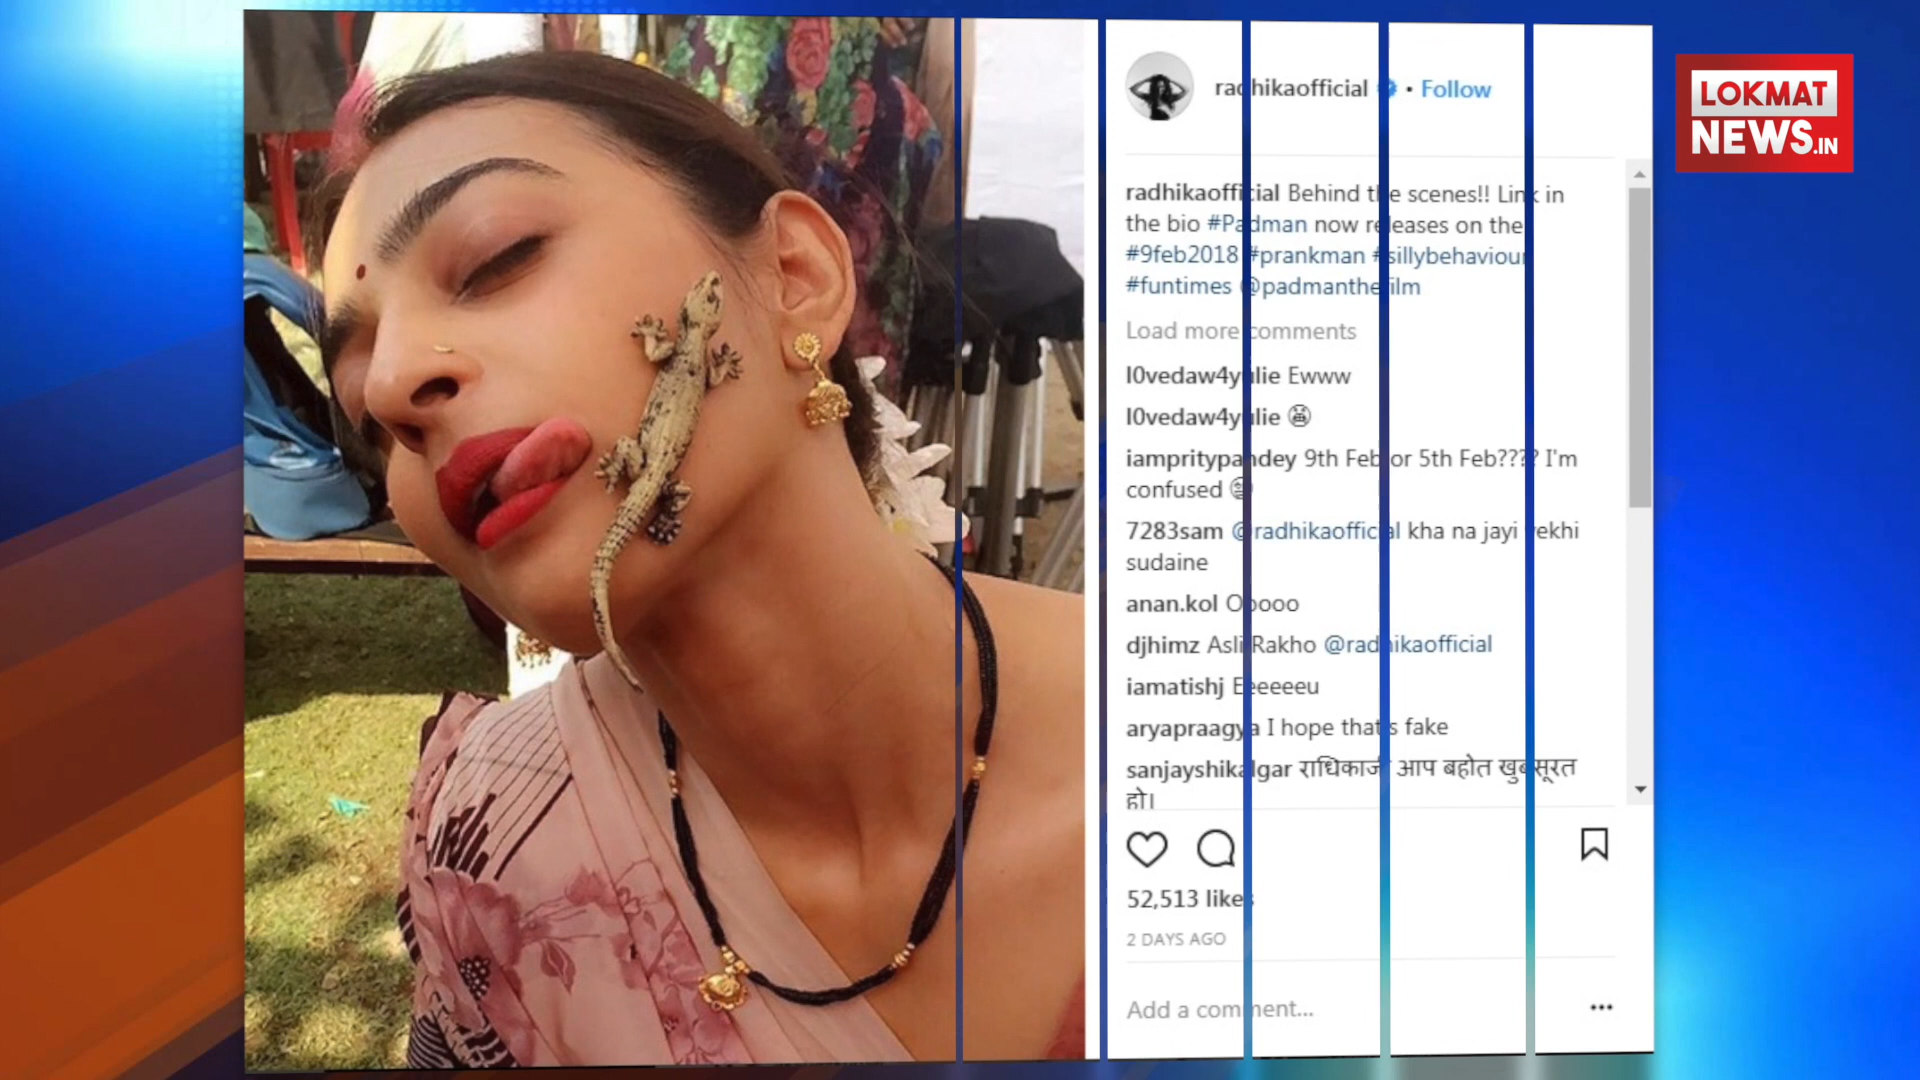 LOKMAT
NEWS.IN
radhikaofficial • Follow
radhikaofficial Behind the scenes!! Link in
the bio #Padman now releases on the
#9feb2018 #prankman #sillybehaviour
#funtimes @padmanthefilm
Load more comments
l0vedaw4yulie Ewww
l0vedaw4yulie
iampritypandey 9th Feb or 5th Feb???? I'm
confused
7283sam @radhikaofficial kha na jayi
sudaine
anan.kol Ooooo
djhimz Asli Rakho @radhikaofficial
iamatishj Eeeeeeu
aryapraagya I hope that's fake
sanjayshikalgar राधिकाजी आप बहोत खुबसूरत
हो।
52,513 likes
2 DAYS AGO
Add a comment...